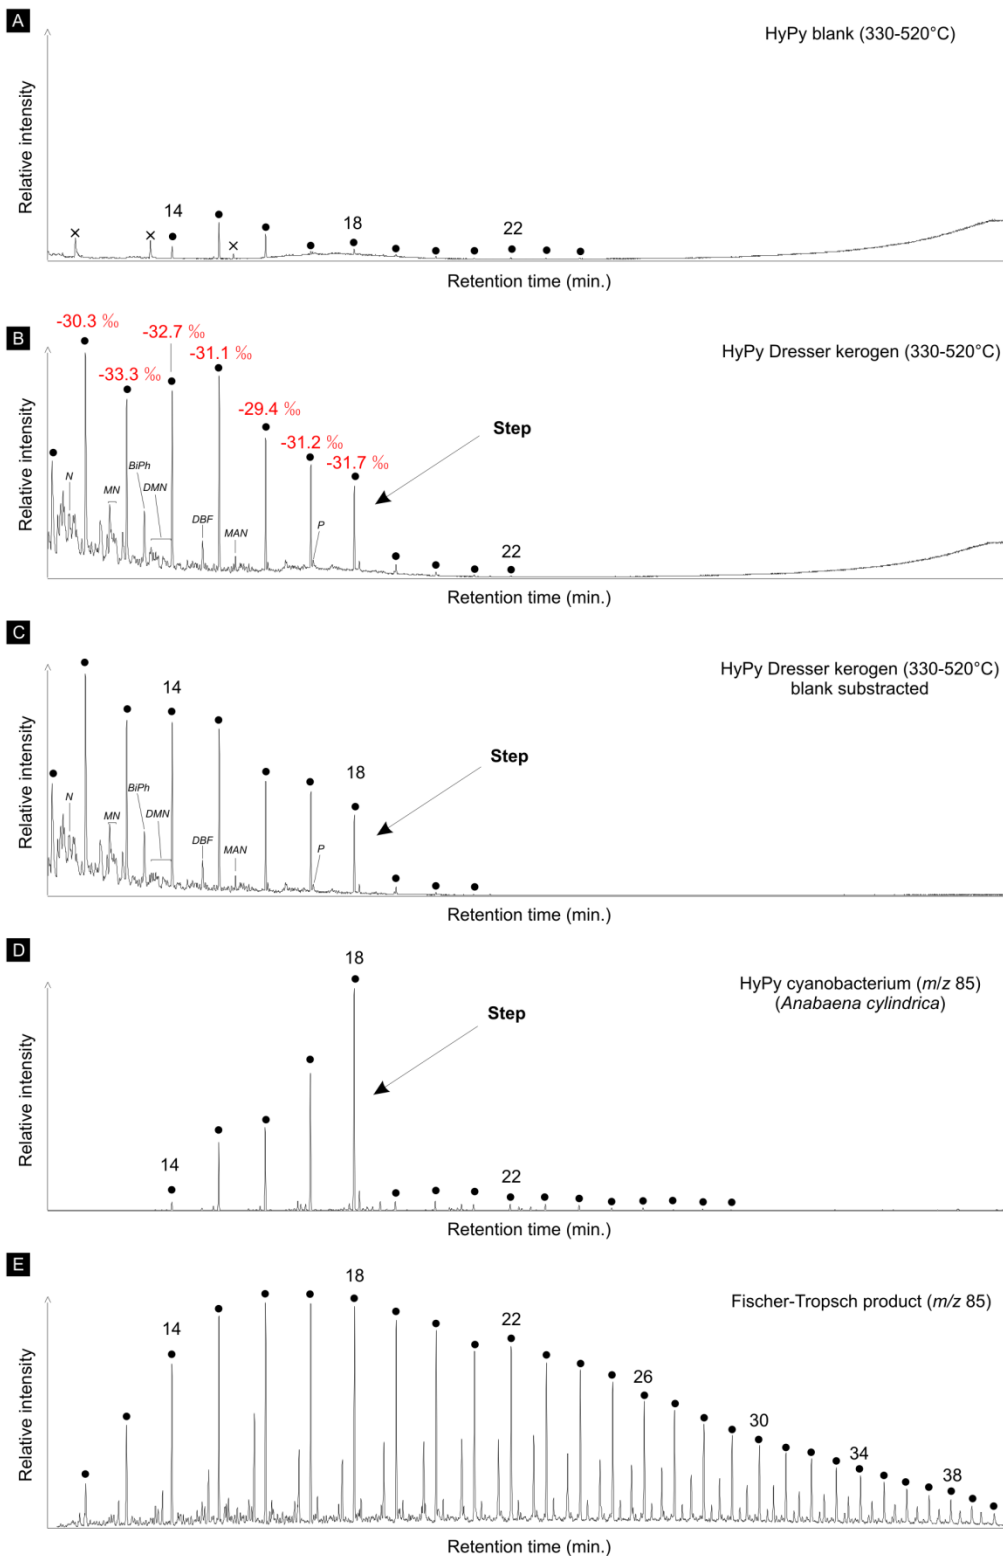 A
HyPy blank (330-520°C)
Relative intensity
14
18
22
Retention time (min.)
B
HyPy Dresser kerogen (330-520°C)
-30.3 ‰
-32.7 ‰
-33.3 ‰
-31.1 ‰
-29.4 ‰
-31.2 ‰
-31.7 ‰
Step
N
MN
BiPh
DMN
DBF
MAN
P
22
Relative intensity
Retention time (min.)
C
HyPy Dresser kerogen (330-520°C)
blank substracted
14
18
Step
N
MN
BiPh
DMN
DBF
MAN
P
Relative intensity
Retention time (min.)
D
HyPy cyanobacterium (m/z 85)
(Anabaena cylindrica)
18
Step
14
22
Relative intensity
Retention time (min.)
E
Fischer-Tropsch product (m/z 85)
14
18
22
26
30
34
38
Relative intensity
Retention time (min.)